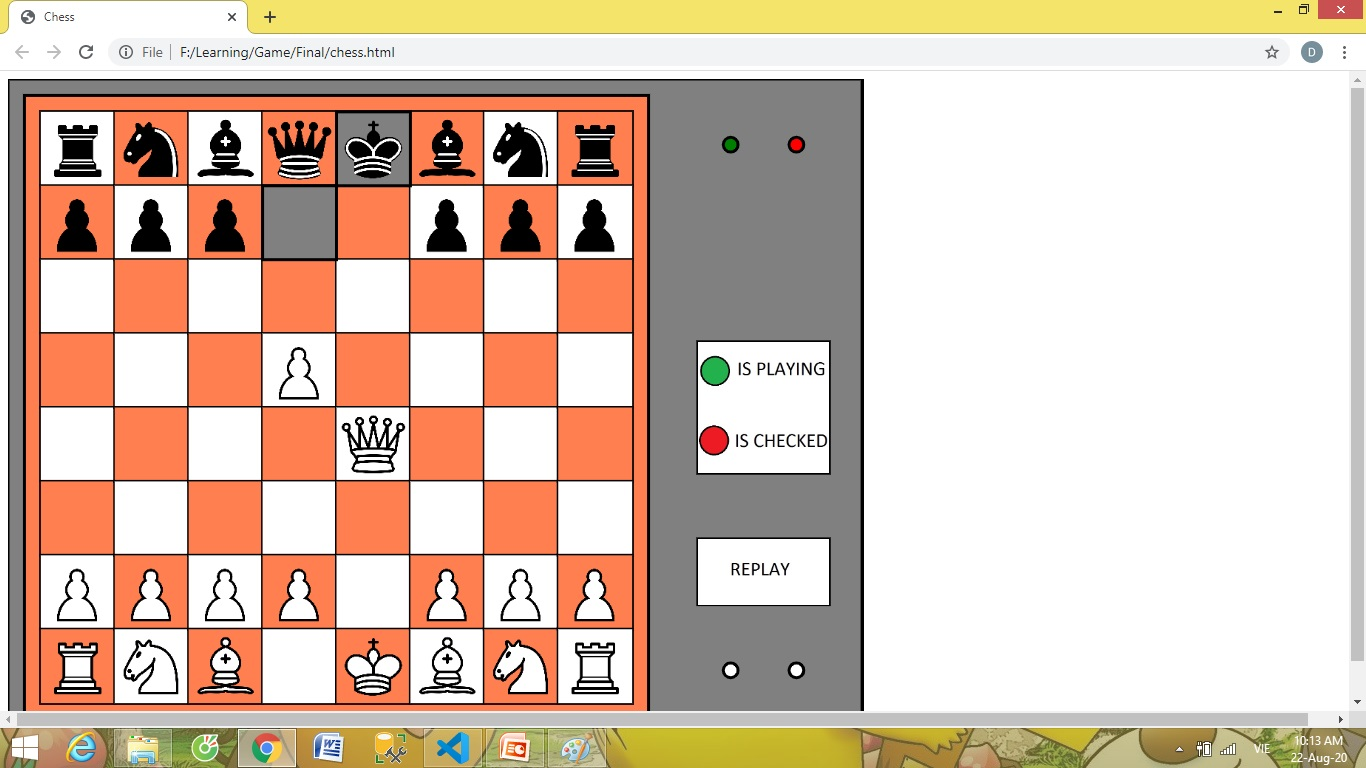 Chess
File F:/Learning/Game/Final/chess.html
D
IS PLAYING
IS CHECKED
REPLAY
VIE
10:13 AM
22-Aug-20